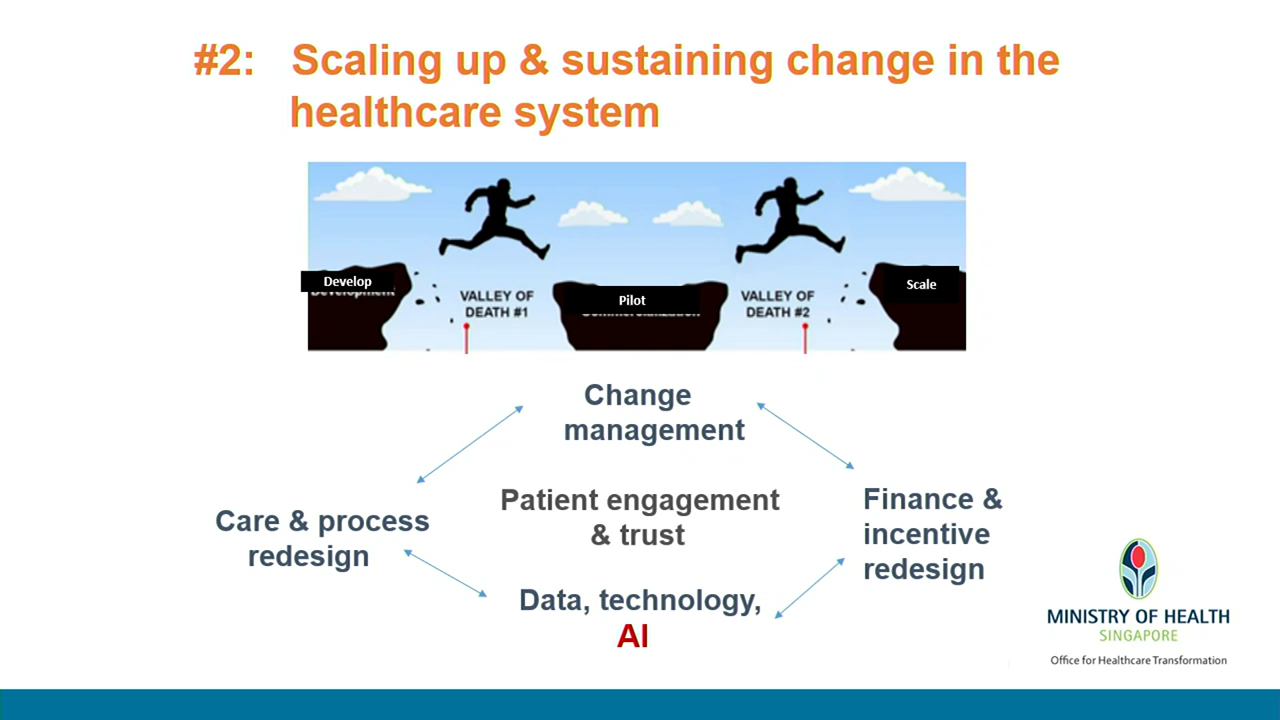 #2: Scaling up & sustaining change in the
healthcare system
Develop
Development
VALLEY OF
DEATH #1
Pilot
Commercialization
VALLEY OF
DEATH #2
Scale
Change
management
Patient engagement
& trust
Care & process
redesign
Finance &
incentive
redesign
Data, technology,
AI
MINISTRY OF HEALTH
SINGAPORE
Office for Healthcare Transformation